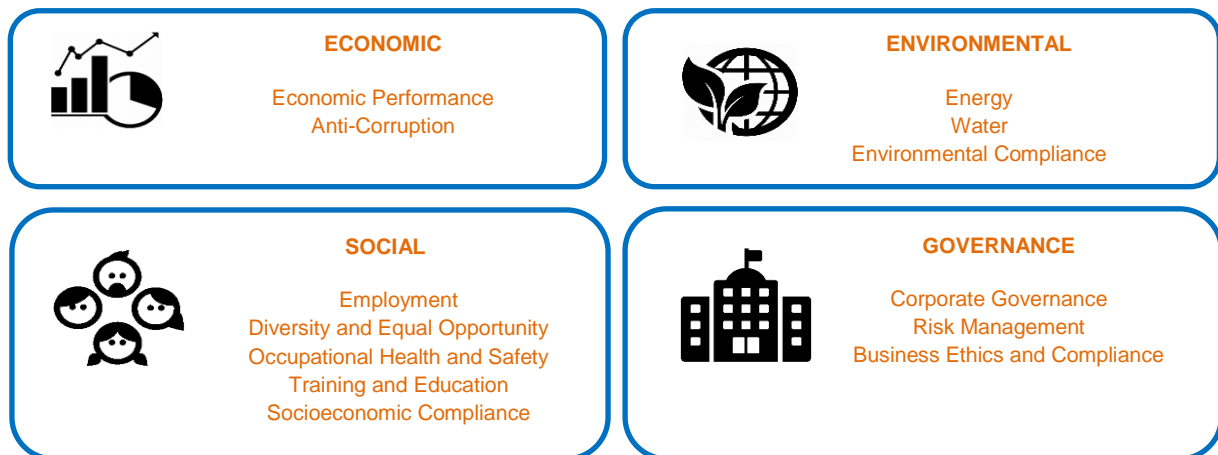 ECONOMIC
Economic Performance
Anti-Corruption
ENVIRONMENTAL
Energy
Water
Environmental Compliance
SOCIAL
Employment
Diversity and Equal Opportunity
Occupational Health and Safety
Training and Education
Socioeconomic Compliance
GOVERNANCE
Corporate Governance
Risk Management
Business Ethics and Compliance